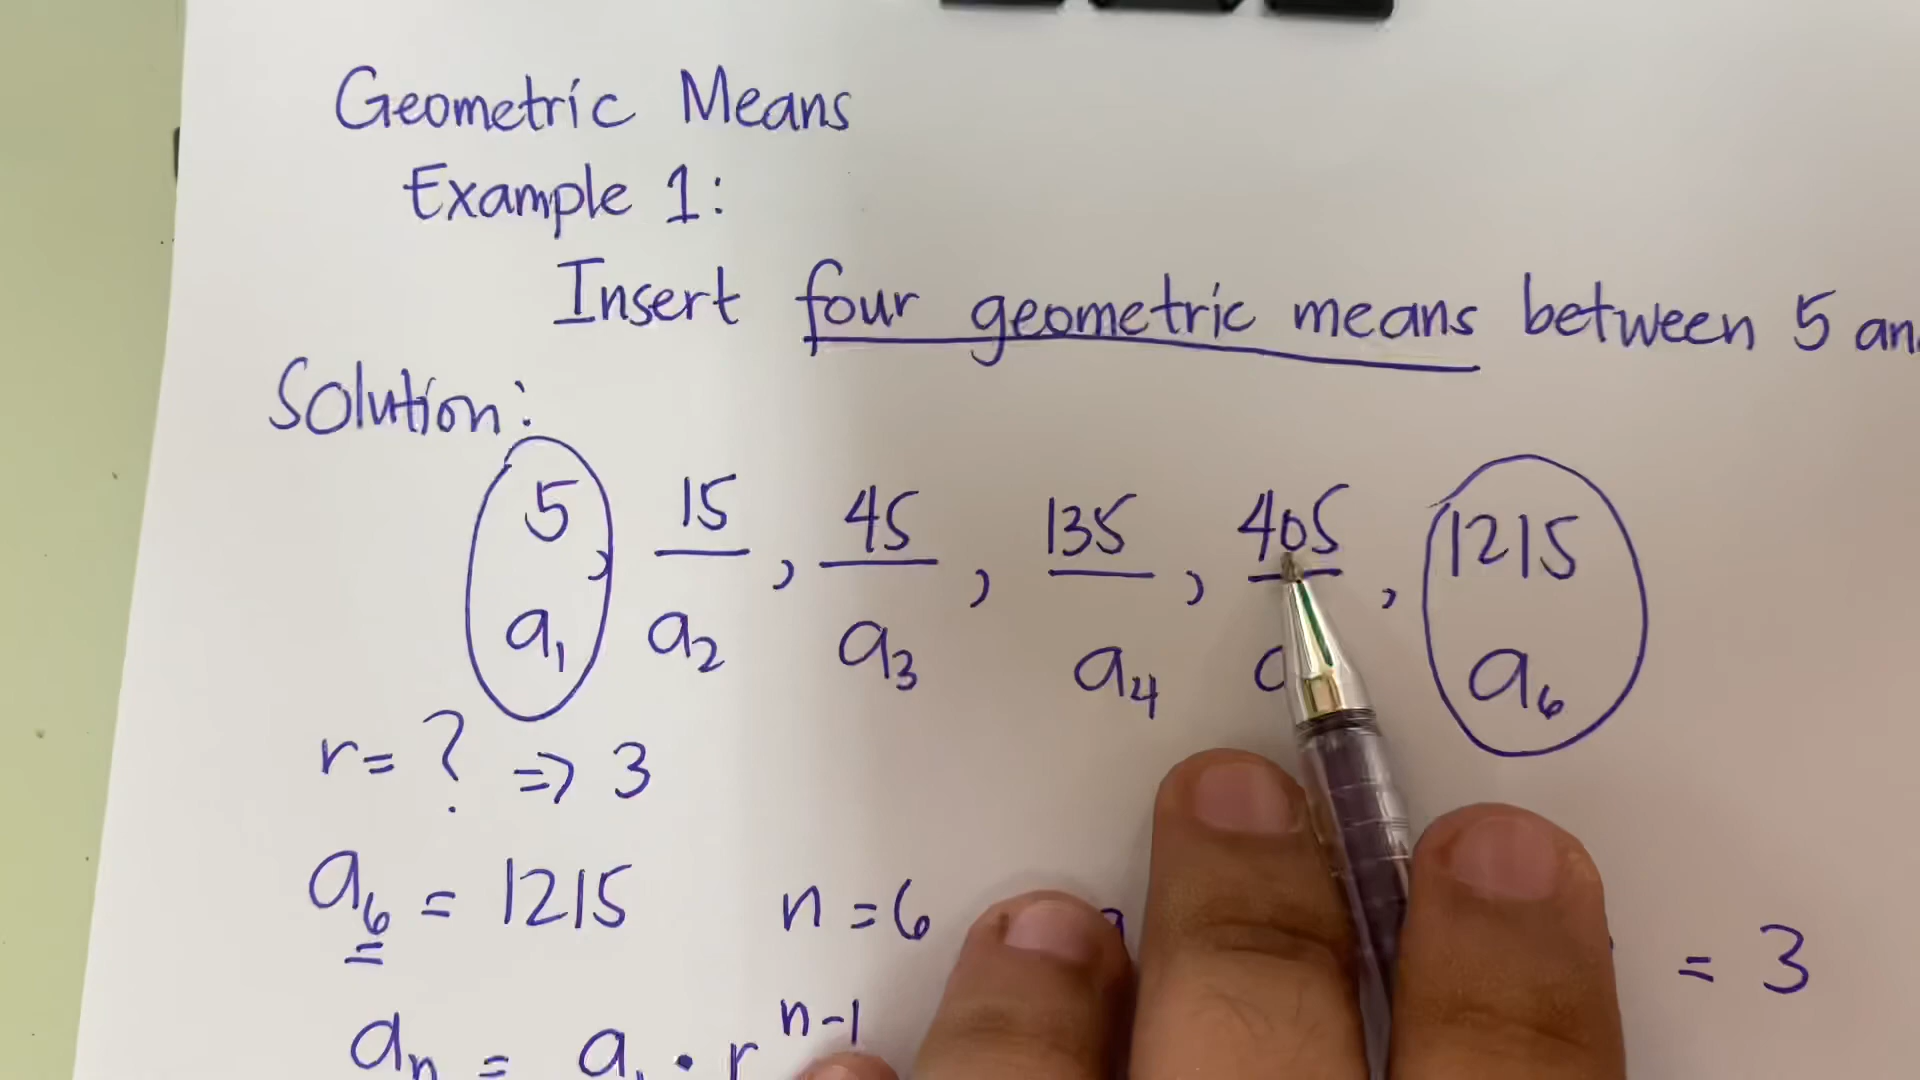 Geometric Means
Example 1:
Insert four geometric means between 5
Solution:
5, 15, 45, 135, 405, 1215
a₁ a₂ a₃ a₄ a₆
r = ? => 3
a₆ = 1215 n = 6 = 3
aₙ = a · r^(n-1)